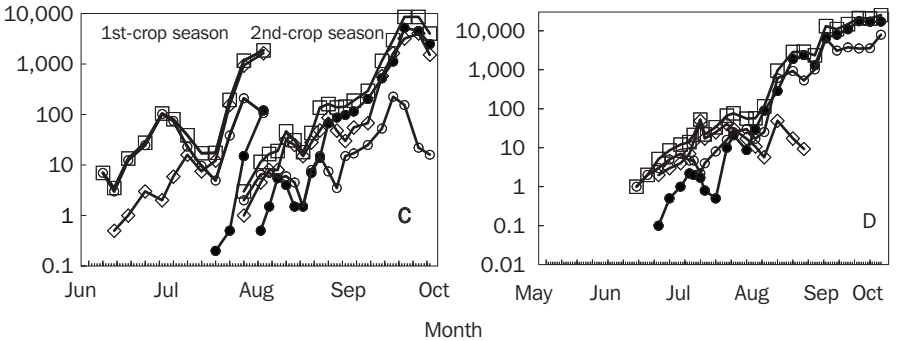 10,000
1,000
100
10
1
0.1
1st-crop season 2nd-crop season
C
Jun Jul Aug Sep Oct
10,000
1,000
100
10
1
0.1
0.01
D
May Jun Jul Aug Sep Oct
Month